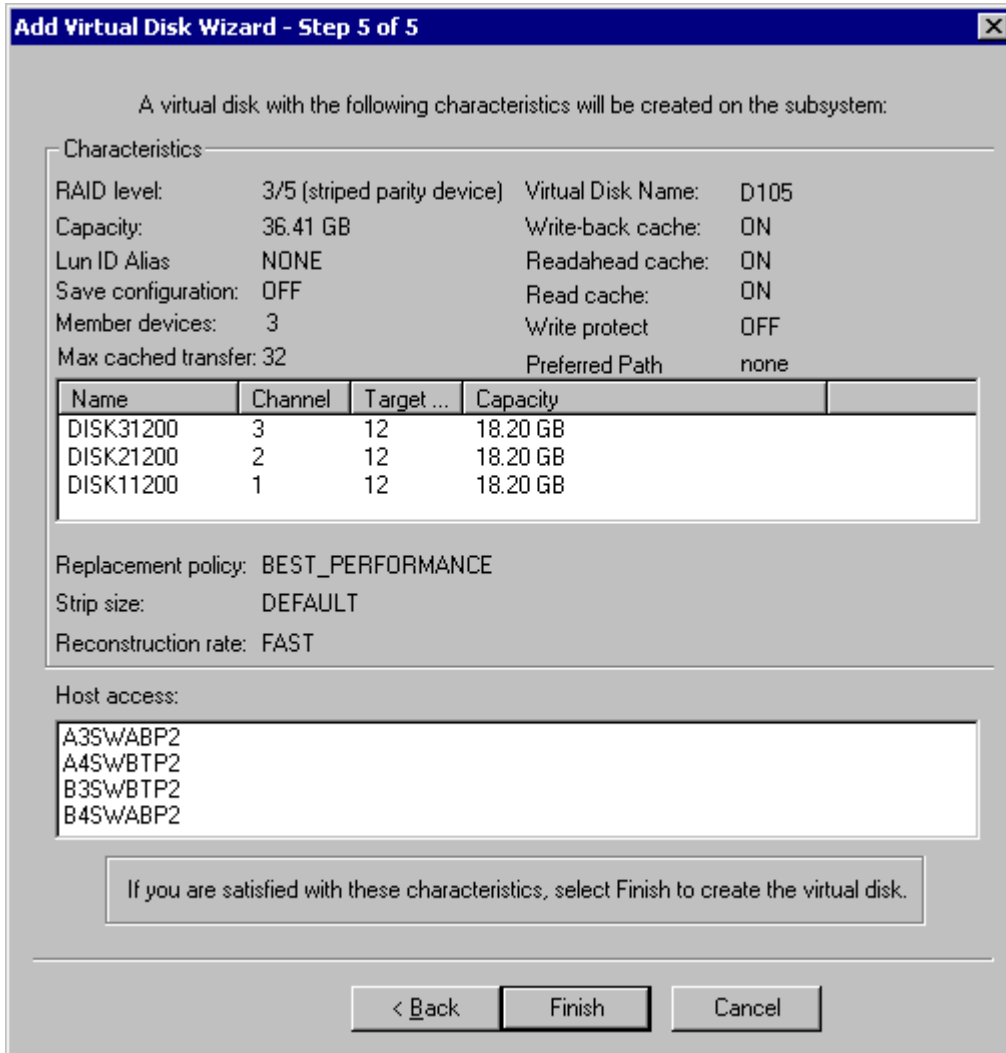 Add Virtual Disk Wizard - Step 5 of 5
A virtual disk with the following characteristics will be created on the subsystem:
Characteristics
RAID level: 3/5 (striped parity device) Virtual Disk Name: D105
Capacity: 36.41 GB Write-back cache: ON
Lun ID Alias NONE Readahead cache: ON
Save configuration: OFF Read cache: ON
Member devices: 3 Write protect OFF
Max cached transfer: 32 Preferred Path none
Name Channel Target ... Capacity
DISK31200 3 12 18.20 GB
DISK21200 2 12 18.20 GB
DISK11200 1 12 18.20 GB
Replacement policy: BEST_PERFORMANCE
Strip size: DEFAULT
Reconstruction rate: FAST
Host access:
A3SWABP2
A4SWBTP2
B3SWBTP2
B4SWABP2
If you are satisfied with these characteristics, select Finish to create the virtual disk.
< Back Finish Cancel